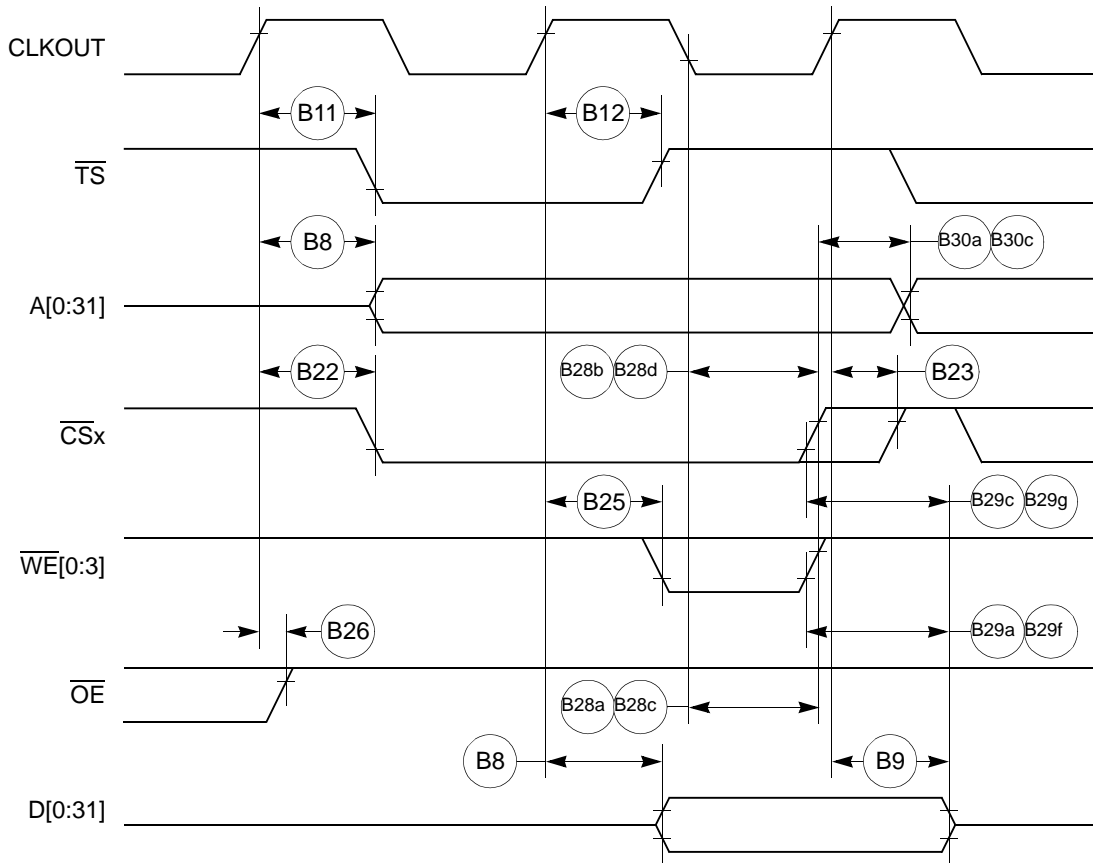 CLKOUT
B11 B12
TS
B8 B30a B30c
A[0:31]
B22 B28b B28d B23
CSx
B25 B29c B29g
WE[0:3]
B26 B29a B29f
OE
B28a B28c
B8 B9
D[0:31]